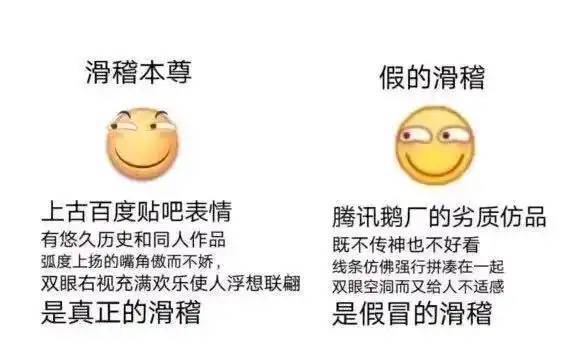 滑稽本尊
上古百度贴吧表情
有悠久历史和同人作品
弧度上扬的嘴角傲而不娇，
双眼右视充满欢乐使人浮想联翩
是真正的滑稽
假的滑稽
腾讯鹅厂的劣质仿品
既不传神也不好看
线条仿佛强行拼凑在一起
双眼空洞而又给人不适感
是假冒的滑稽